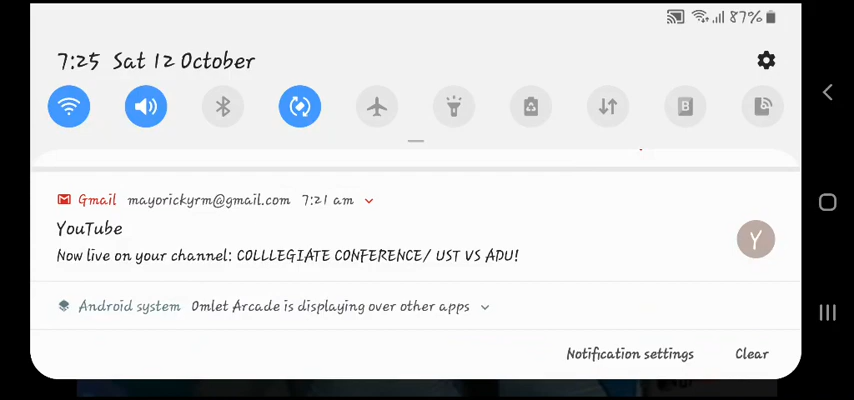 87%
7:25 Sat 12 October
B
Gmail mayorickyrm@gmail.com 7:21 am
YouTube
Now live on your channel: COLLLEGIATE CONFERENCE/ UST VS ADU!
Y
Android system Omlet Arcade is displaying over other apps
Notification settings Clear